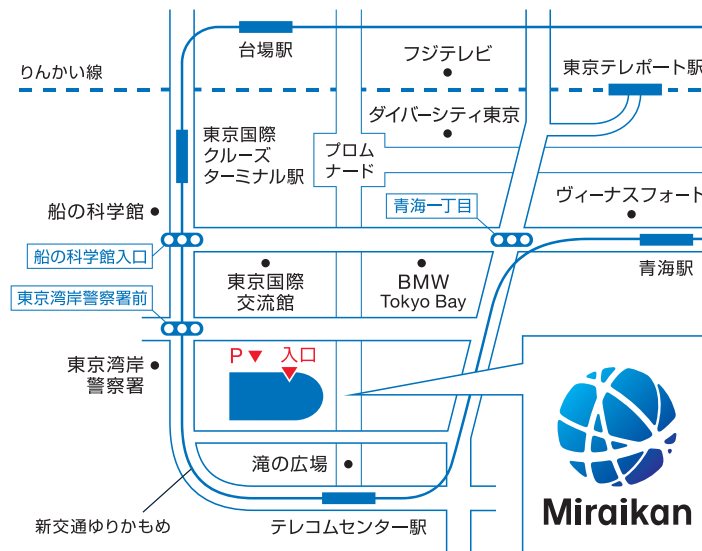 台場駅
フジテレビ
りんかい線
東京テレポート駅
ダイバーシティ東京
東京国際
クルーズ
ターミナル駅
プロム
ナード
船の科学館
青海一丁目
ヴィーナスフォート
船の科学館入口
東京国際
交流館
BMW
Tokyo Bay
青海駅
東京湾岸警察署前
P
入口
東京湾岸
警察署
滝の広場
Miraikan
新交通ゆりかもめ
テレコムセンター駅